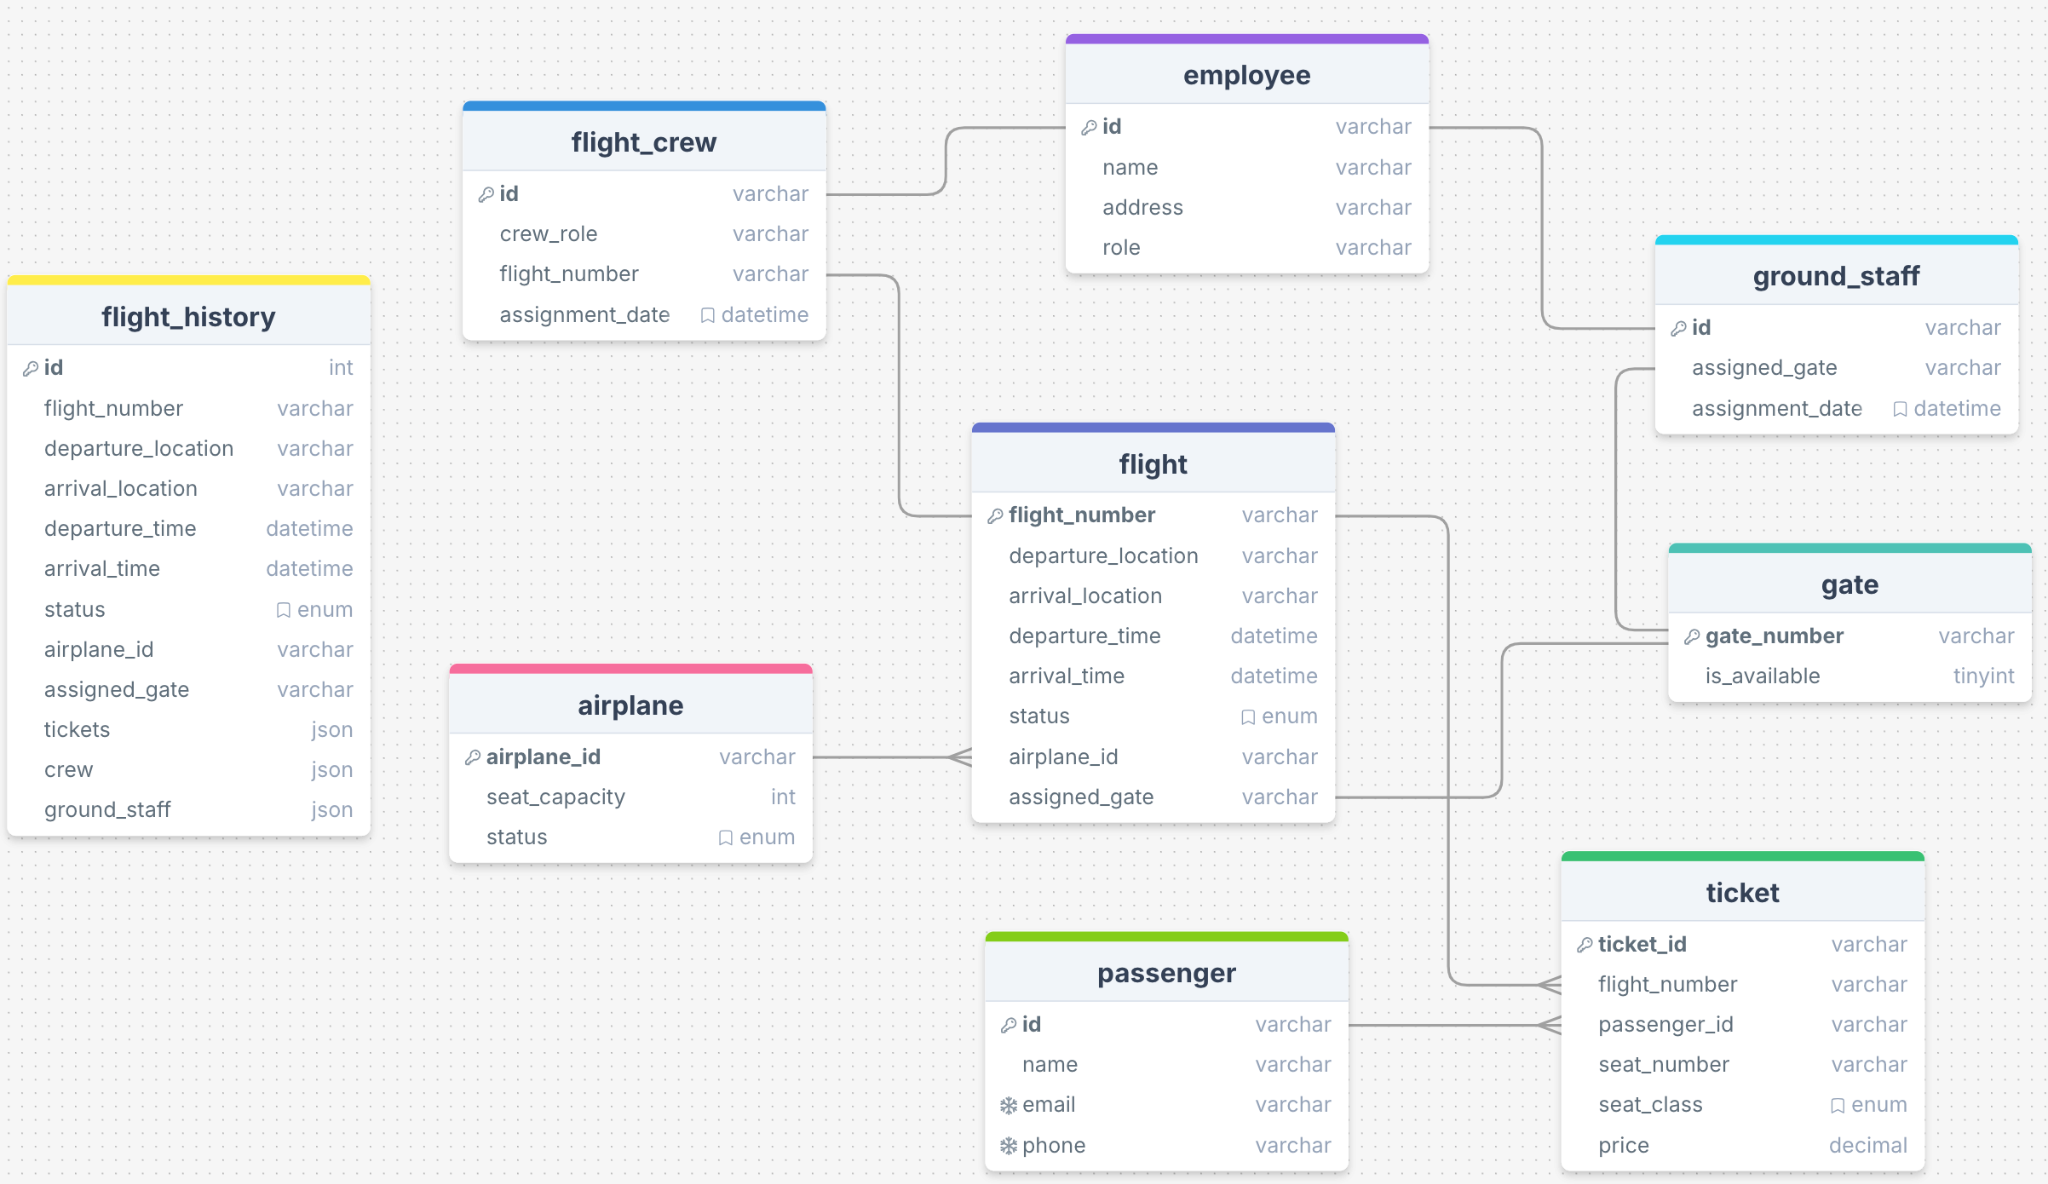 employee
id varchar
name varchar
address varchar
role varchar
flight_crew
id varchar
crew_role varchar
flight_number varchar
assignment_date datetime
ground_staff
id varchar
assigned_gate varchar
assignment_date datetime
flight_history
id int
flight_number varchar
departure_location varchar
arrival_location varchar
departure_time datetime
arrival_time datetime
status enum
airplane_id varchar
assigned_gate varchar
tickets json
crew json
ground_staff json
flight
flight_number varchar
departure_location varchar
arrival_location varchar
departure_time datetime
arrival_time datetime
status enum
airplane_id varchar
assigned_gate varchar
gate
gate_number varchar
is_available tinyint
airplane
airplane_id varchar
seat_capacity int
status enum
ticket
ticket_id varchar
flight_number varchar
passenger_id varchar
seat_number varchar
seat_class enum
price decimal
passenger
id varchar
name varchar
email varchar
phone varchar